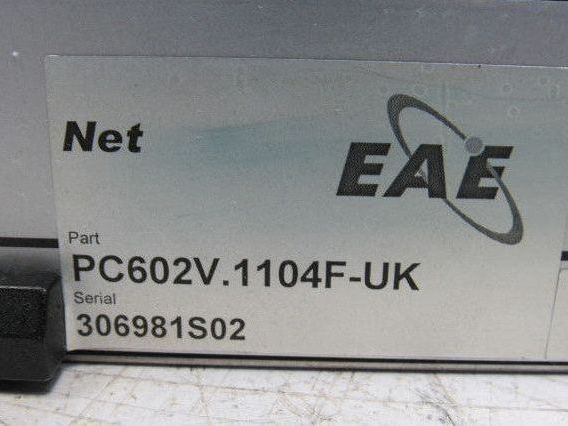 Net
EAE
Part
PC602V.1104F-UK
Serial
306981S02